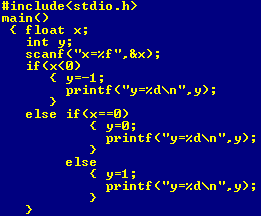 #include<stdio.h>
main()
{ float x;
int y;
scanf("x=%f",&x);
if(x<0)
{ y=-1;
printf("y=%d\n",y);
}
else if(x==0)
{ y=0;
printf("y=%d\n",y);
}
else
{ y=1;
printf("y=%d\n",y);
}
}